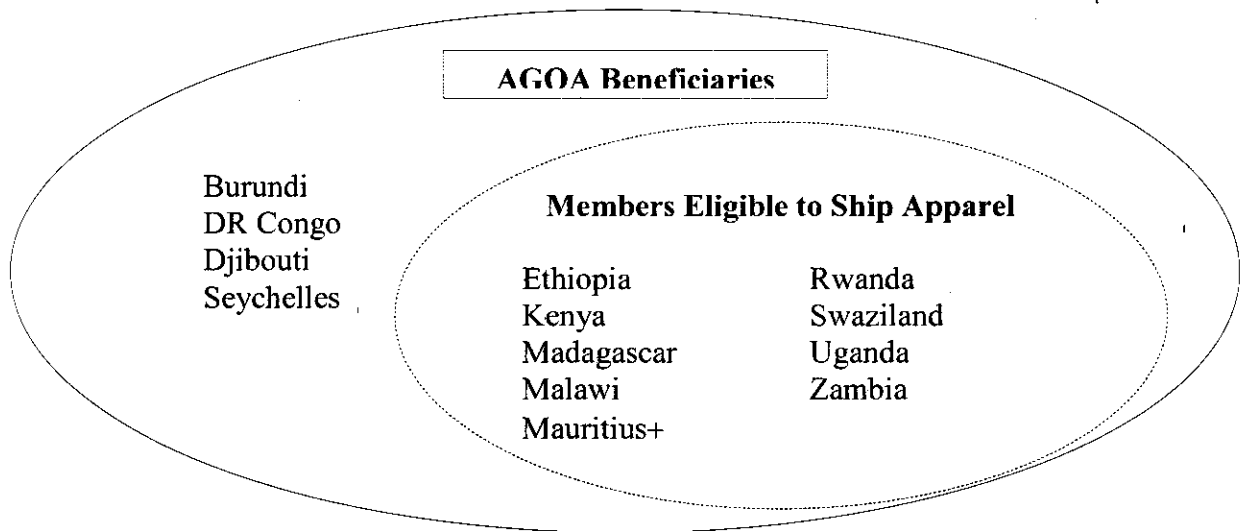 AGOA Beneficiaries
Burundi
DR Congo
Djibouti
Seychelles
Members Eligible to Ship Apparel
Ethiopia
Kenya
Madagascar
Malawi
Mauritius+
Rwanda
Swaziland
Uganda
Zambia